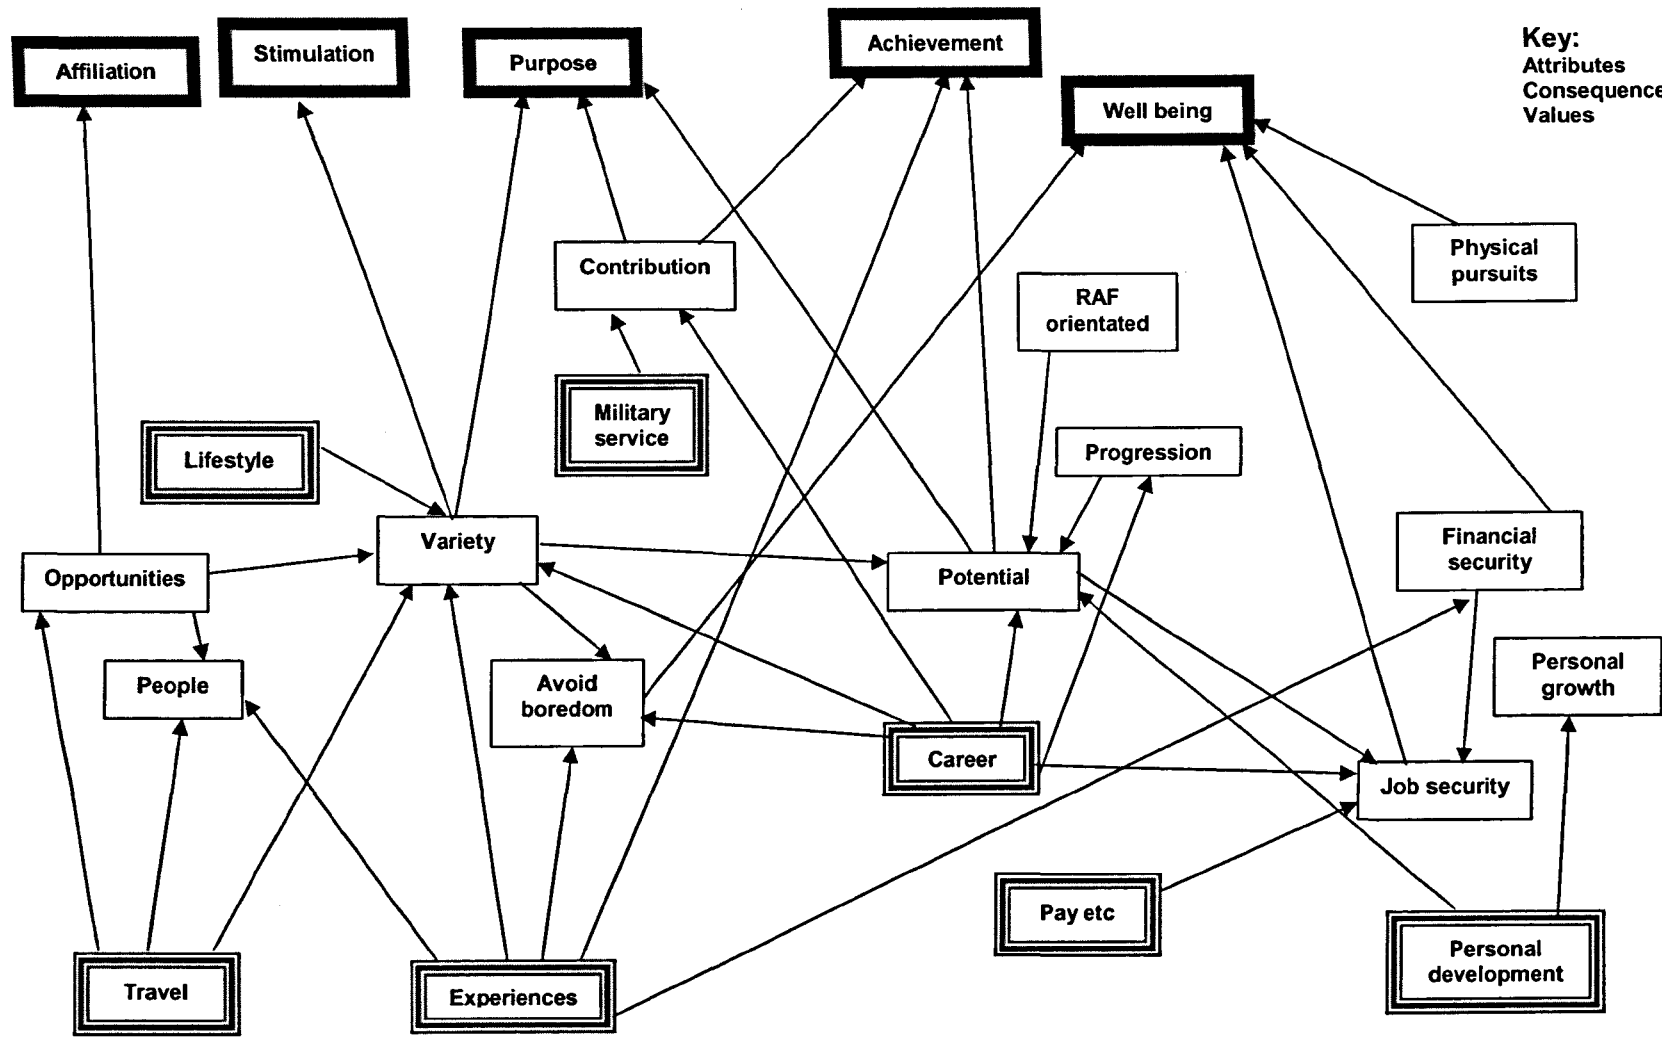 Affiliation
Stimulation
Purpose
Achievement
Well being
Key:
Attributes
Consequence
Values
Contribution
RAF
orientated
Physical
pursuits
Military
service
Lifestyle
Progression
Variety
Opportunities
Potential
Financial
security
People
Avoid
boredom
Personal
growth
Career
Job security
Pay etc
Travel
Experiences
Personal
development